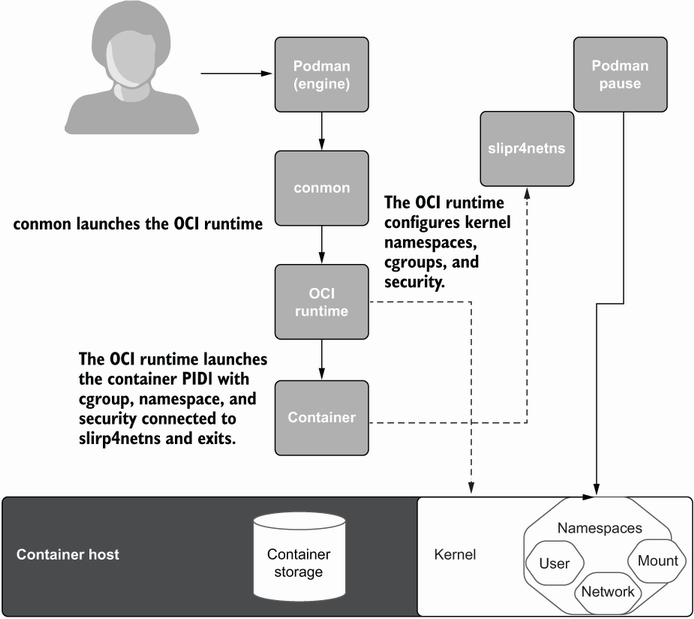 Podman
(engine)
Podman
pause
slipr4netns
conmon
conmon launches the OCI runtime
The OCI runtime
configures kernel
namespaces,
cgroups, and
security.
OCI
runtime
The OCI runtime launches
the container PIDI with
cgroup, namespace, and
security connected to
slirp4netns and exits.
Container
Container host
Container
storage
Kernel
Namespaces
User
Mount
Network